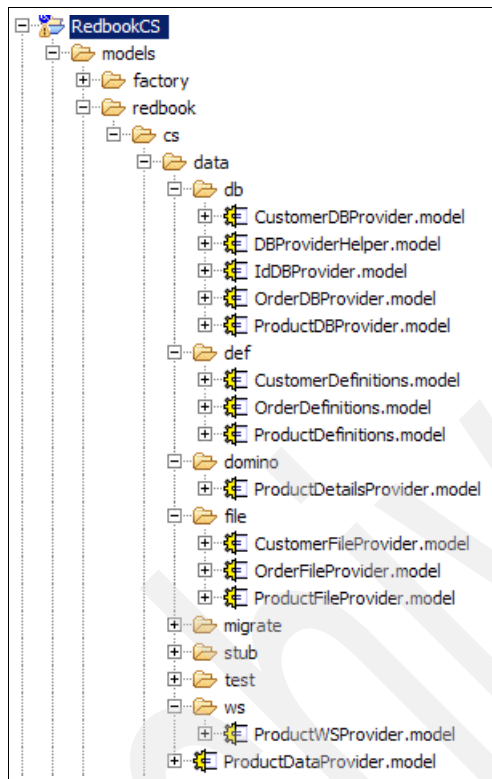 RedbookCS
models
factory
redbook
cs
data
db
CustomerDBProvider.model
DBProviderHelper.model
IdDBProvider.model
OrderDBProvider.model
ProductDBProvider.model
def
CustomerDefinitions.model
OrderDefinitions.model
ProductDefinitions.model
domino
ProductDetailsProvider.model
file
CustomerFileProvider.model
OrderFileProvider.model
ProductFileProvider.model
migrate
stub
test
ws
ProductWSProvider.model
ProductDataProvider.model